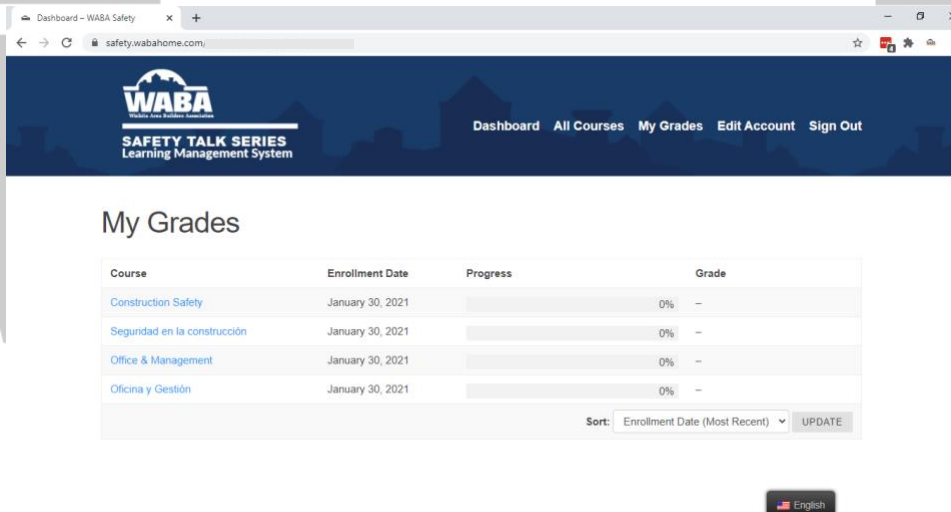 Dashboard – WABA Safety
safety.wabahome.com/
WABA
Wichita Area Builders Association
SAFETY TALK SERIES
Learning Management System
Dashboard All Courses My Grades Edit Account Sign Out
My Grades
Course Enrollment Date Progress Grade
Construction Safety January 30, 2021 0% –
Seguridad en la construcción January 30, 2021 0% –
Office & Management January 30, 2021 0% –
Oficina y Gestión January 30, 2021 0% –
Sort: Enrollment Date (Most Recent) UPDATE
English